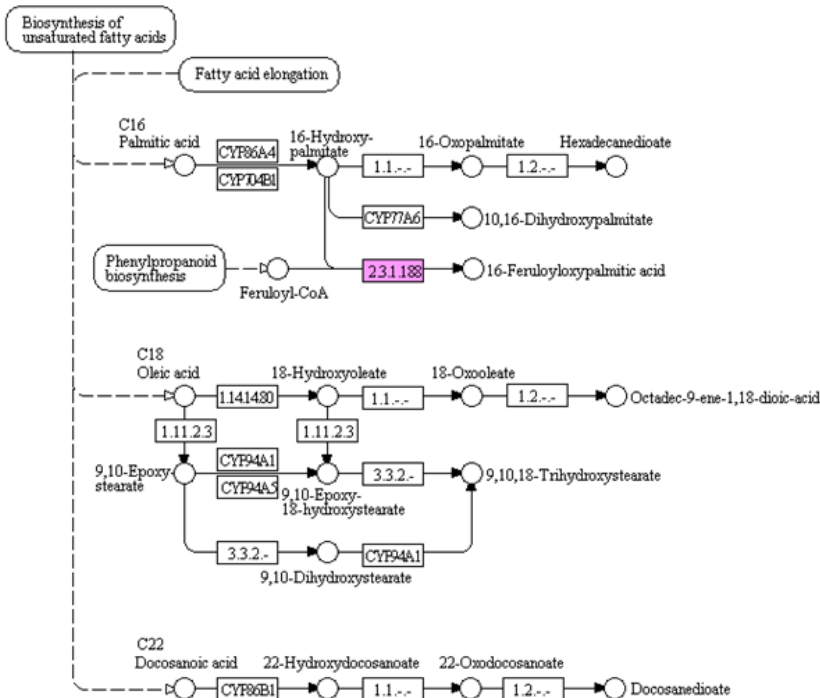 Biosynthesis of
unsaturated fatty acids
Fatty acid elongation
C16
Palmitic acid
CYP86A4
CYP704B1
16-Hydroxy-
palmitate
1.1.-.-
16-Oxopalmitate
1.2.-.-
Hexadecanedioate
CYP77A6
10,16-Dihydroxypalmitate
Phenylpropanoid
biosynthesis
Feruloyl-CoA
2.3.1.188
16-Feruloyloxypalmitic acid
C18
Oleic acid
1.14.14.80
18-Hydroxyoleate
1.1.-.-
18-Oxooleate
1.2.-.-
Octadec-9-ene-1,18-dioic-acid
1.11.2.3
1.11.2.3
9,10-Epoxy-
stearate
CYP94A1
CYP94A5
9,10-Epoxy-
18-hydroxystearate
3.3.2.-
9,10,18-Trihydroxystearate
3.3.2.-
9,10-Dihydroxystearate
CYP94A1
C22
Docosanoic acid
CYP86B1
22-Hydroxydocosanoate
1.1.-.-
22-Oxodocosanoate
1.2.-.-
Docosanedioate